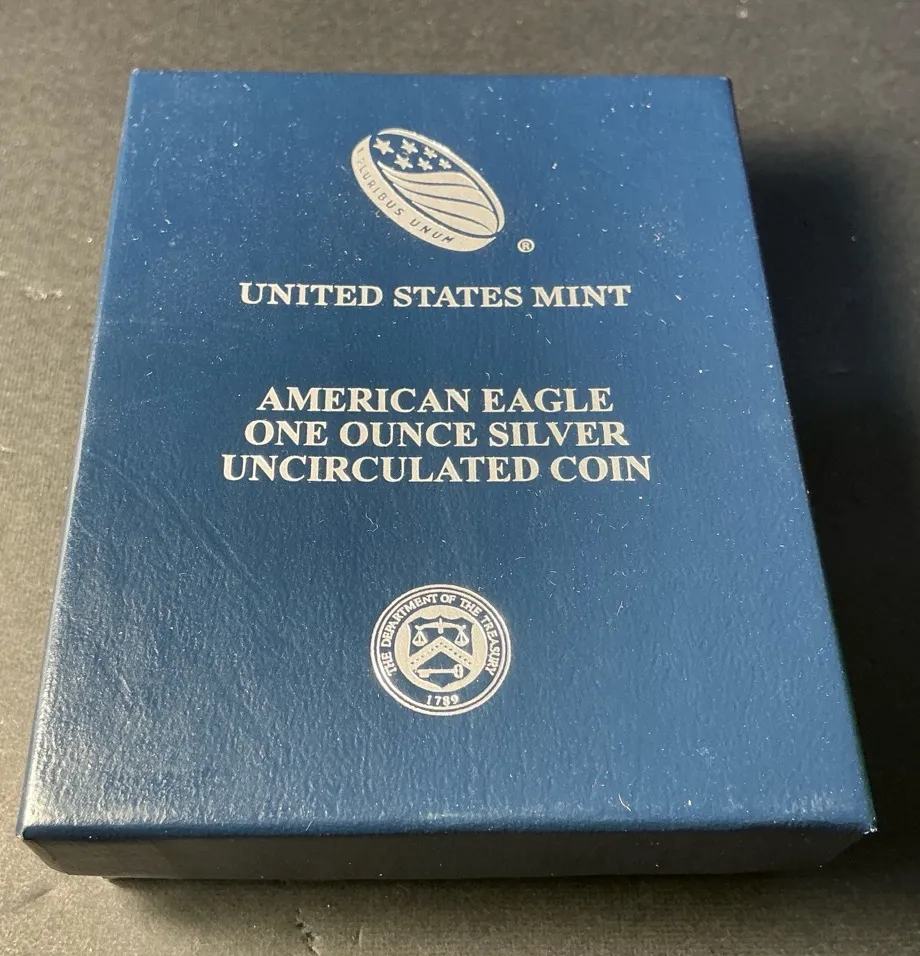 PLURIBUS UNUM
®
UNITED STATES MINT
AMERICAN EAGLE
ONE OUNCE SILVER
UNCIRCULATED COIN
THE DEPARTMENT OF THE TREASURY
1789